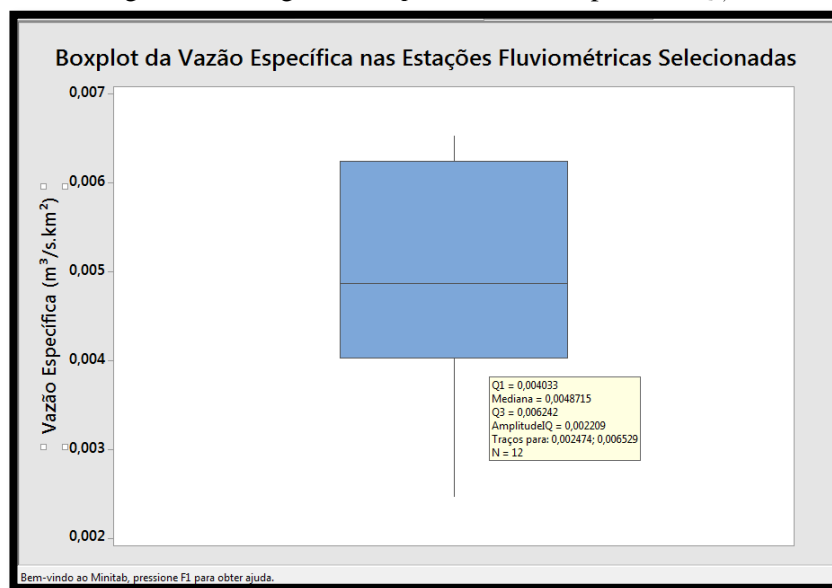 Boxplot da Vazão Específica nas Estações Fluviométricas Selecionadas
0,007
0,006
0,005
0,004
0,003
0,002
Vazão Específica (m³/s.km²)
Q1 = 0,004033
Mediana = 0,0048715
Q3 = 0,006242
AmplitudeIQ = 0,002209
Traços para: 0,002474; 0,006529
N = 12
Bem-vindo ao Minitab, pressione F1 para obter ajuda.